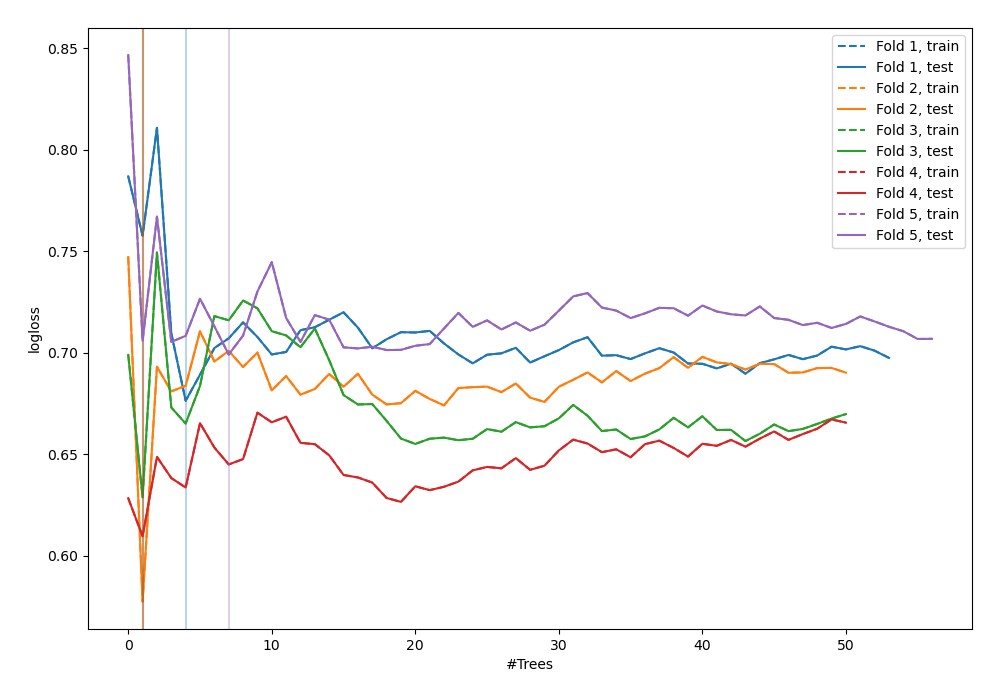 0.85
0.80
0.75
0.70
0.65
0.60
logloss
0
10
20
30
40
50
#Trees
Fold 1, train
Fold 1, test
Fold 2, train
Fold 2, test
Fold 3, train
Fold 3, test
Fold 4, train
Fold 4, test
Fold 5, train
Fold 5, test